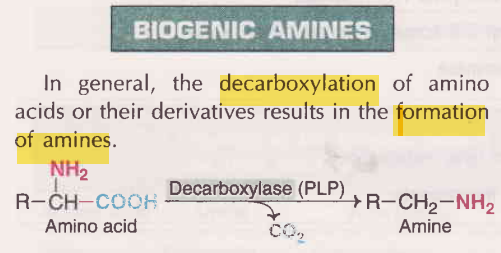 BIOGENIC AMINES
In general, the decarboxylation of amino
acids or their derivatives results in the formation
of amines.
NH₂
R–CH–COOH Decarboxylase (PLP) R–CH₂–NH₂
Amino acid CO₂ Amine